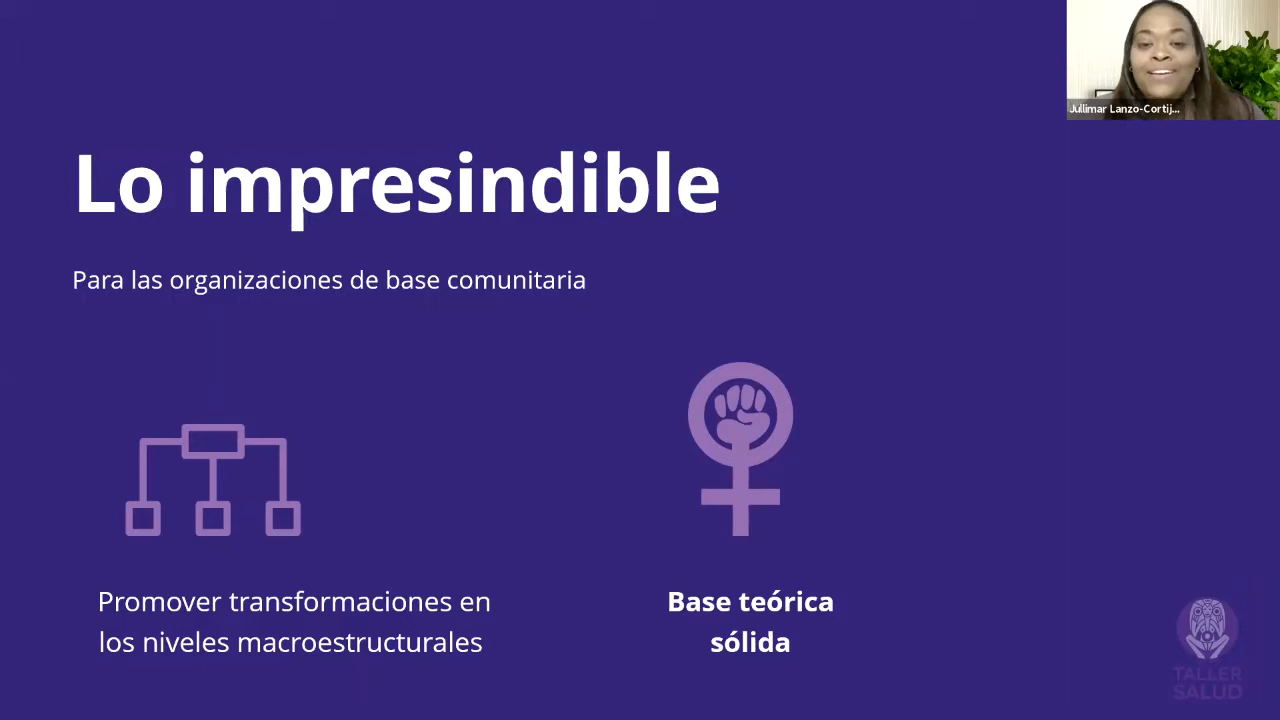 Jullimar Lanzo-Cortij...
Lo impresindible
Para las organizaciones de base comunitaria
Promover transformaciones en
los niveles macroestructurales
Base teórica
sólida
TALLER
SALUD